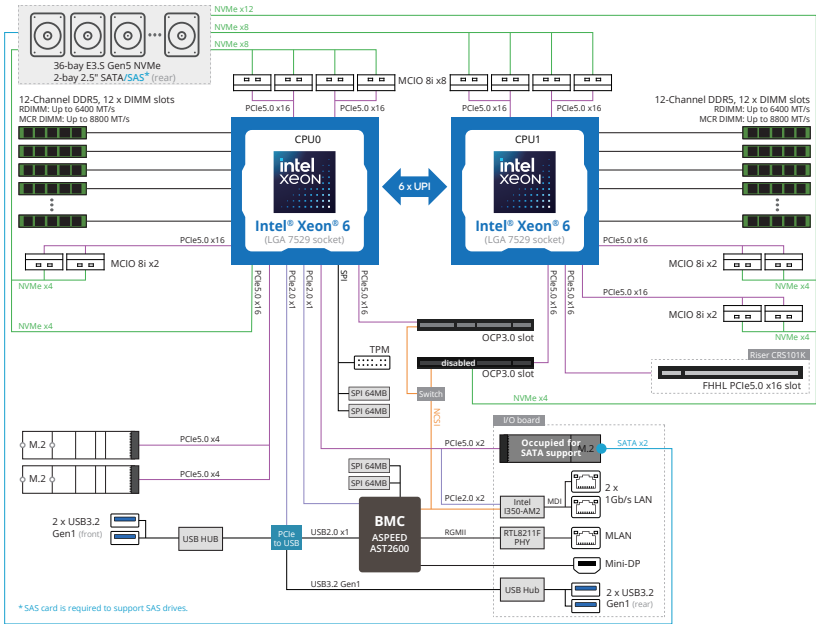 NVMe x12
NVMe x8
NVMe x8
36-bay E3.S Gen5 NVMe
2-bay 2.5" SATA/SAS* (rear)
MCIO 8i x8
PCIe5.0 x16
PCIe5.0 x16
PCIe5.0 x16
PCIe5.0 x16
12-Channel DDR5, 12 x DIMM slots
RDIMM: Up to 6400 MT/s
MCR DIMM: Up to 8800 MT/s
12-Channel DDR5, 12 x DIMM slots
RDIMM: Up to 6400 MT/s
MCR DIMM: Up to 8800 MT/s
CPU0
intel
XEON
Intel® Xeon® 6
(LGA 7529 socket)
6 x UPI
CPU1
intel
XEON
Intel® Xeon® 6
(LGA 7529 socket)
PCIe5.0 x16
MCIO 8i x2
NVMe x4
NVMe x4
PCIe5.0 x16
MCIO 8i x2
NVMe x4
PCIe5.0 x16
MCIO 8i x2
NVMe x4
PCIe5.0 x16
PCIe2.0 x1
PCIe2.0 x1
SPI
PCIe5.0 x16
PCIe5.0 x16
PCIe5.0 x16
OCP3.0 slot
disabled
OCP3.0 slot
Riser CRS101K
FHHL PCIe5.0 x16 slot
TPM
SPI 64MB
SPI 64MB
Switch
NVMe x4
NCSI
I/O board
M.2
PCIe5.0 x4
M.2
PCIe5.0 x4
PCIe5.0 x2
Occupied for
SATA support
M.2
SATA x2
SPI 64MB
SPI 64MB
PCIe2.0 x2
Intel
I350-AM2
MDI
2 x
1Gb/s LAN
2 x USB3.2
Gen1 (front)
USB HUB
PCIe
to USB
USB2.0 x1
BMC
ASPEED
AST2600
RGMII
RTL8211F
PHY
MLAN
Mini-DP
USB3.2 Gen1
USB Hub
2 x USB3.2
Gen1 (rear)
* SAS card is required to support SAS drives.